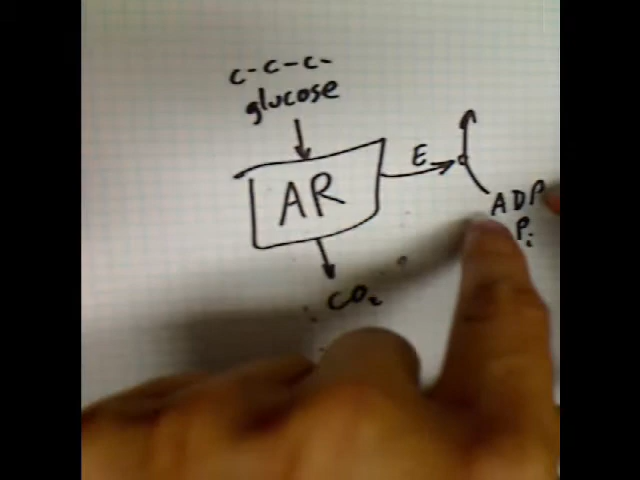 C-C-C-
glucose
AR
E
ADP
Pi
CO2